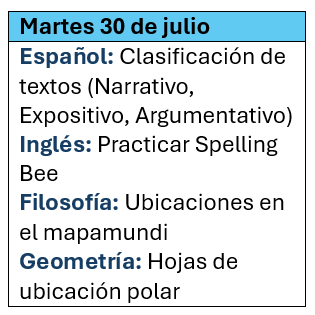 Martes 30 de julio
Español: Clasificación de
textos (Narrativo,
Expositivo, Argumentativo)
Inglés: Practicar Spelling
Bee
Filosofía: Ubicaciones en
el mapamundi
Geometría: Hojas de
ubicación polar